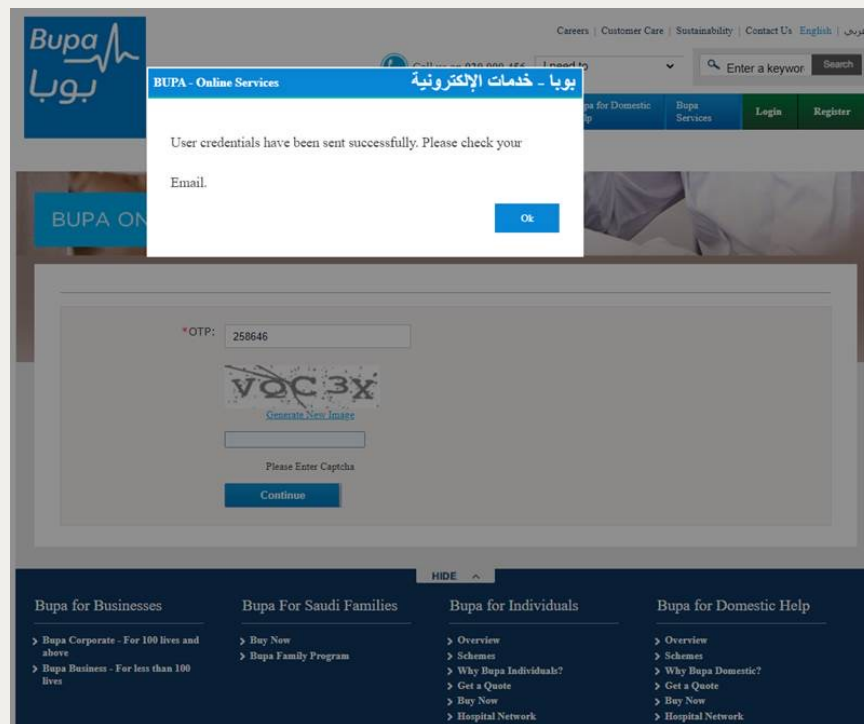 Bupa
بوبا
Careers | Customer Care | Sustainability | Contact Us English | عربي
I need to
Enter a keywor
Search
Bupa
Services
Login
Register
BUPA - Online Services
بوبا - خدمات الإلكترونية
User credentials have been sent successfully. Please check your
Email.
Ok
BUPA ON
*OTP:
258646
VQC3X
Generate New Image
Please Enter Captcha
Continue
HIDE
Bupa for Businesses
Bupa Corporate - For 100 lives and
above
Bupa Business - For less than 100
lives
Bupa For Saudi Families
Buy Now
Bupa Family Program
Bupa for Individuals
Overview
Schemes
Why Bupa Individuals?
Get a Quote
Buy Now
Hospital Network
Bupa for Domestic Help
Overview
Schemes
Why Bupa Domestic?
Get a Quote
Buy Now
Hospital Network